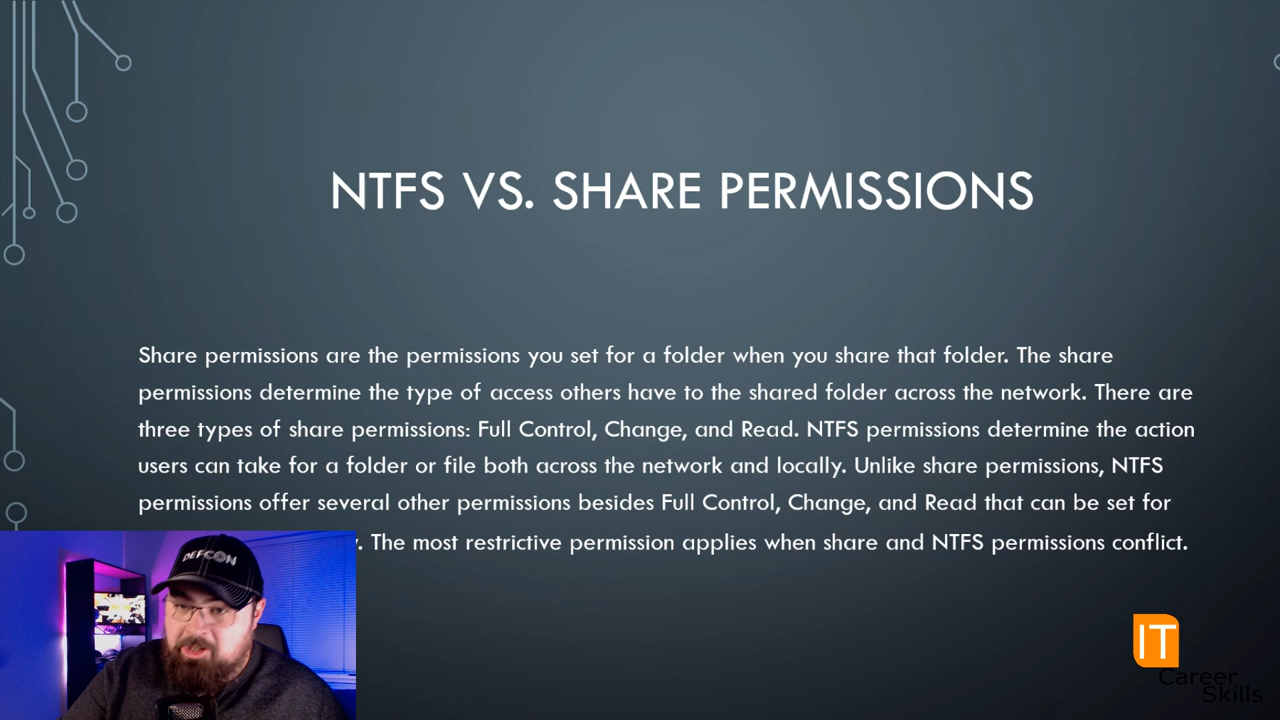 NTFS VS. SHARE PERMISSIONS
Share permissions are the permissions you set for a folder when you share that folder. The share
permissions determine the type of access others have to the shared folder across the network. There are
three types of share permissions: Full Control, Change, and Read. NTFS permissions determine the action
users can take for a folder or file both across the network and locally. Unlike share permissions, NTFS
permissions offer several other permissions besides Full Control, Change, and Read that can be set for
. The most restrictive permission applies when share and NTFS permissions conflict.
DEFCON
IT
Career
Skills